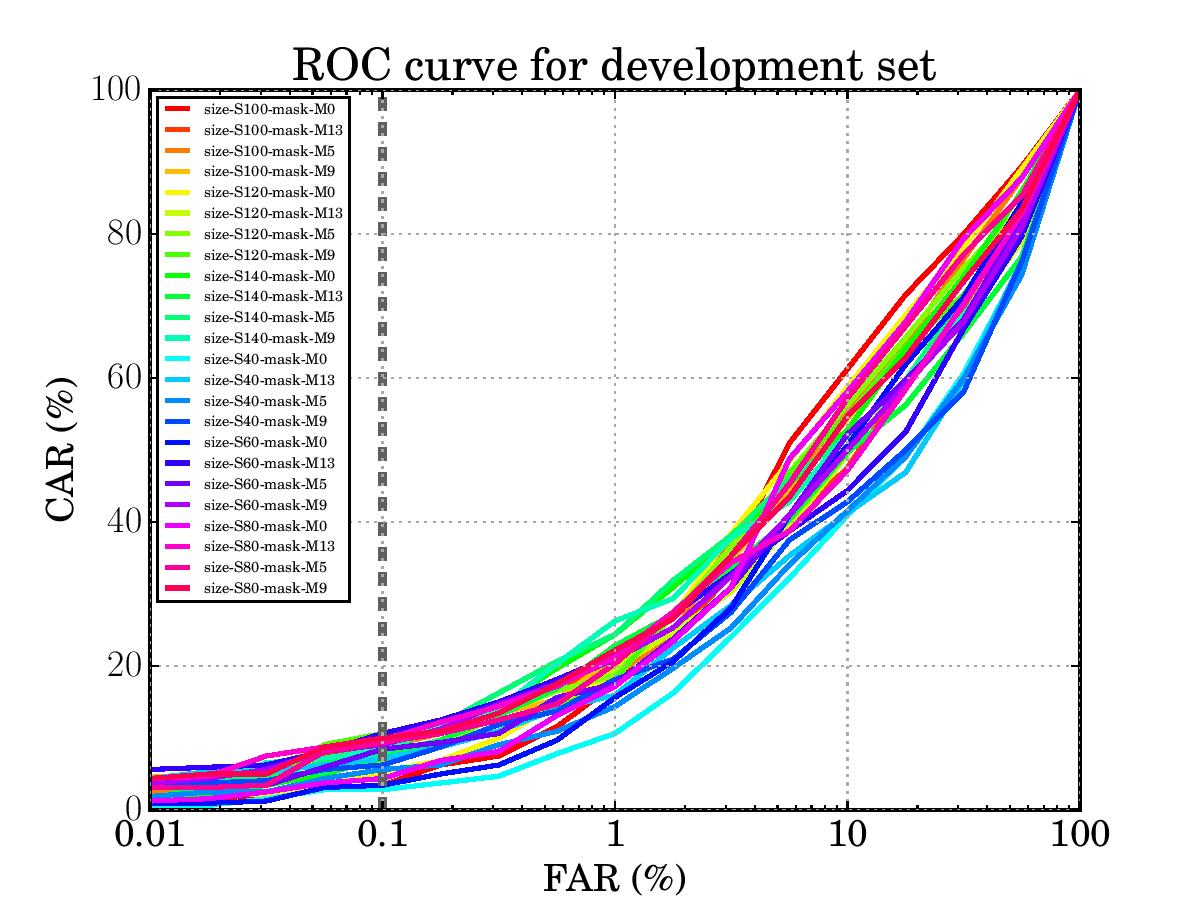 ROC curve for development set
100
80
60
40
20
0
CAR (%)
size-S100-mask-M0
size-S100-mask-M13
size-S100-mask-M5
size-S100-mask-M9
size-S120-mask-M0
size-S120-mask-M13
size-S120-mask-M5
size-S120-mask-M9
size-S140-mask-M0
size-S140-mask-M13
size-S140-mask-M5
size-S140-mask-M9
size-S40-mask-M0
size-S40-mask-M13
size-S40-mask-M5
size-S40-mask-M9
size-S60-mask-M0
size-S60-mask-M13
size-S60-mask-M5
size-S60-mask-M9
size-S80-mask-M0
size-S80-mask-M13
size-S80-mask-M5
size-S80-mask-M9
0.01 0.1 1 10 100
FAR (%)